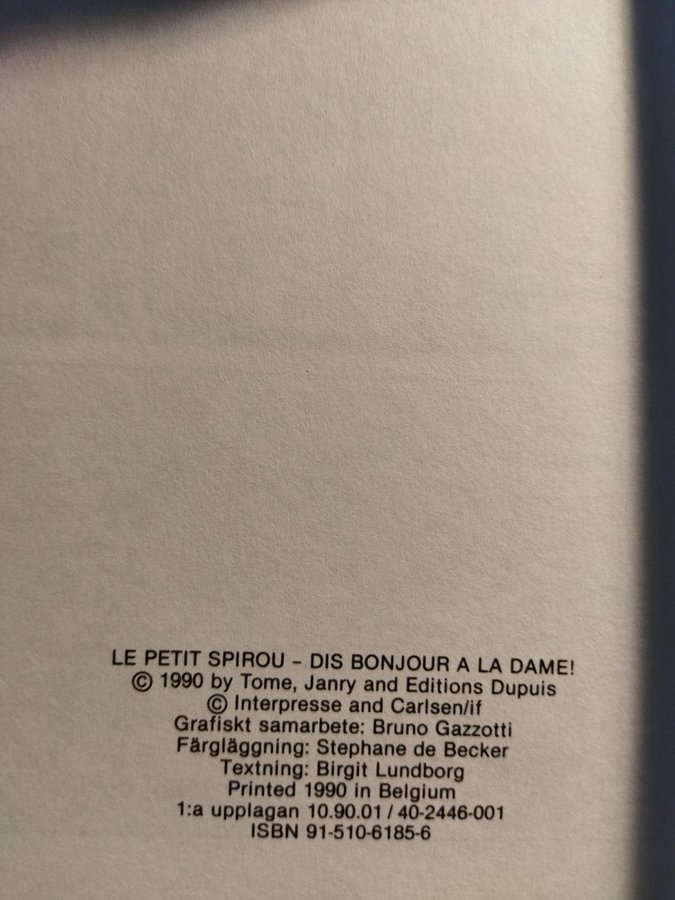 LE PETIT SPIROU – DIS BONJOUR A LA DAME!
© 1990 by Tome, Janry and Editions Dupuis
© Interpresse and Carlsen/if
Grafiskt samarbete: Bruno Gazzotti
Färgläggning: Stephane de Becker
Textning: Birgit Lundborg
Printed 1990 in Belgium
1:a upplagan 10.90.01 / 40-2446-001
ISBN 91-510-6185-6